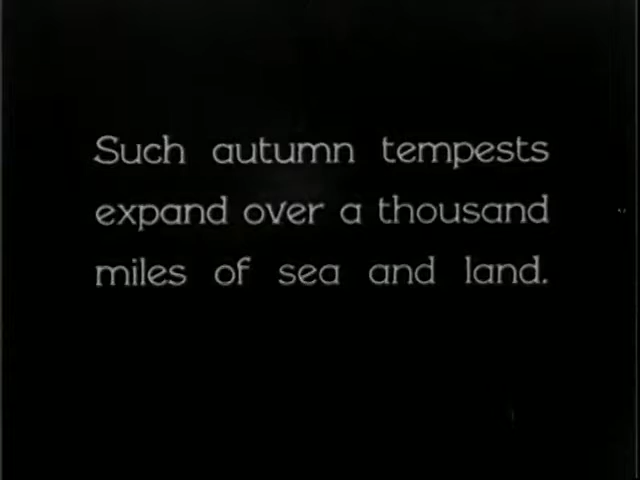 Such autumn tempests
expand over a thousand
miles of sea and land.